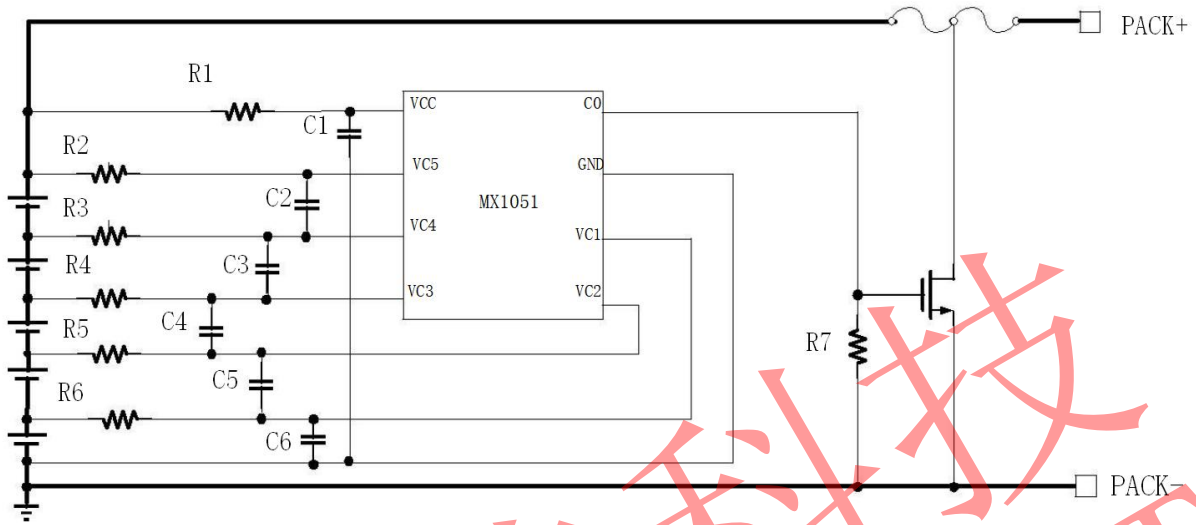 PACK+
R1
VCC
CO
C1
R2
VC5
GND
C2
MX1051
R3
VC4
VC1
R4
C3
VC3
VC2
C4
R5
R7
C5
R6
C6
PACK-
科技